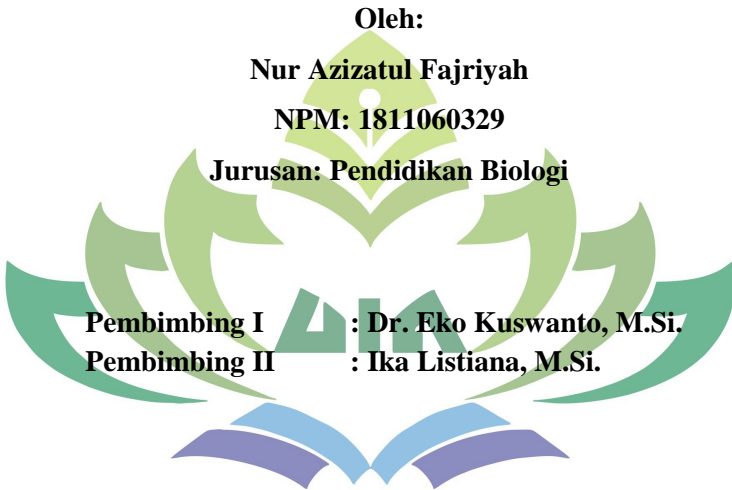 Oleh:
Nur Azizatul Fajriyah
NPM: 1811060329
Jurusan: Pendidikan Biologi
Pembimbing I : Dr. Eko Kuswanto, M.Si.
Pembimbing II : Ika Listiana, M.Si.